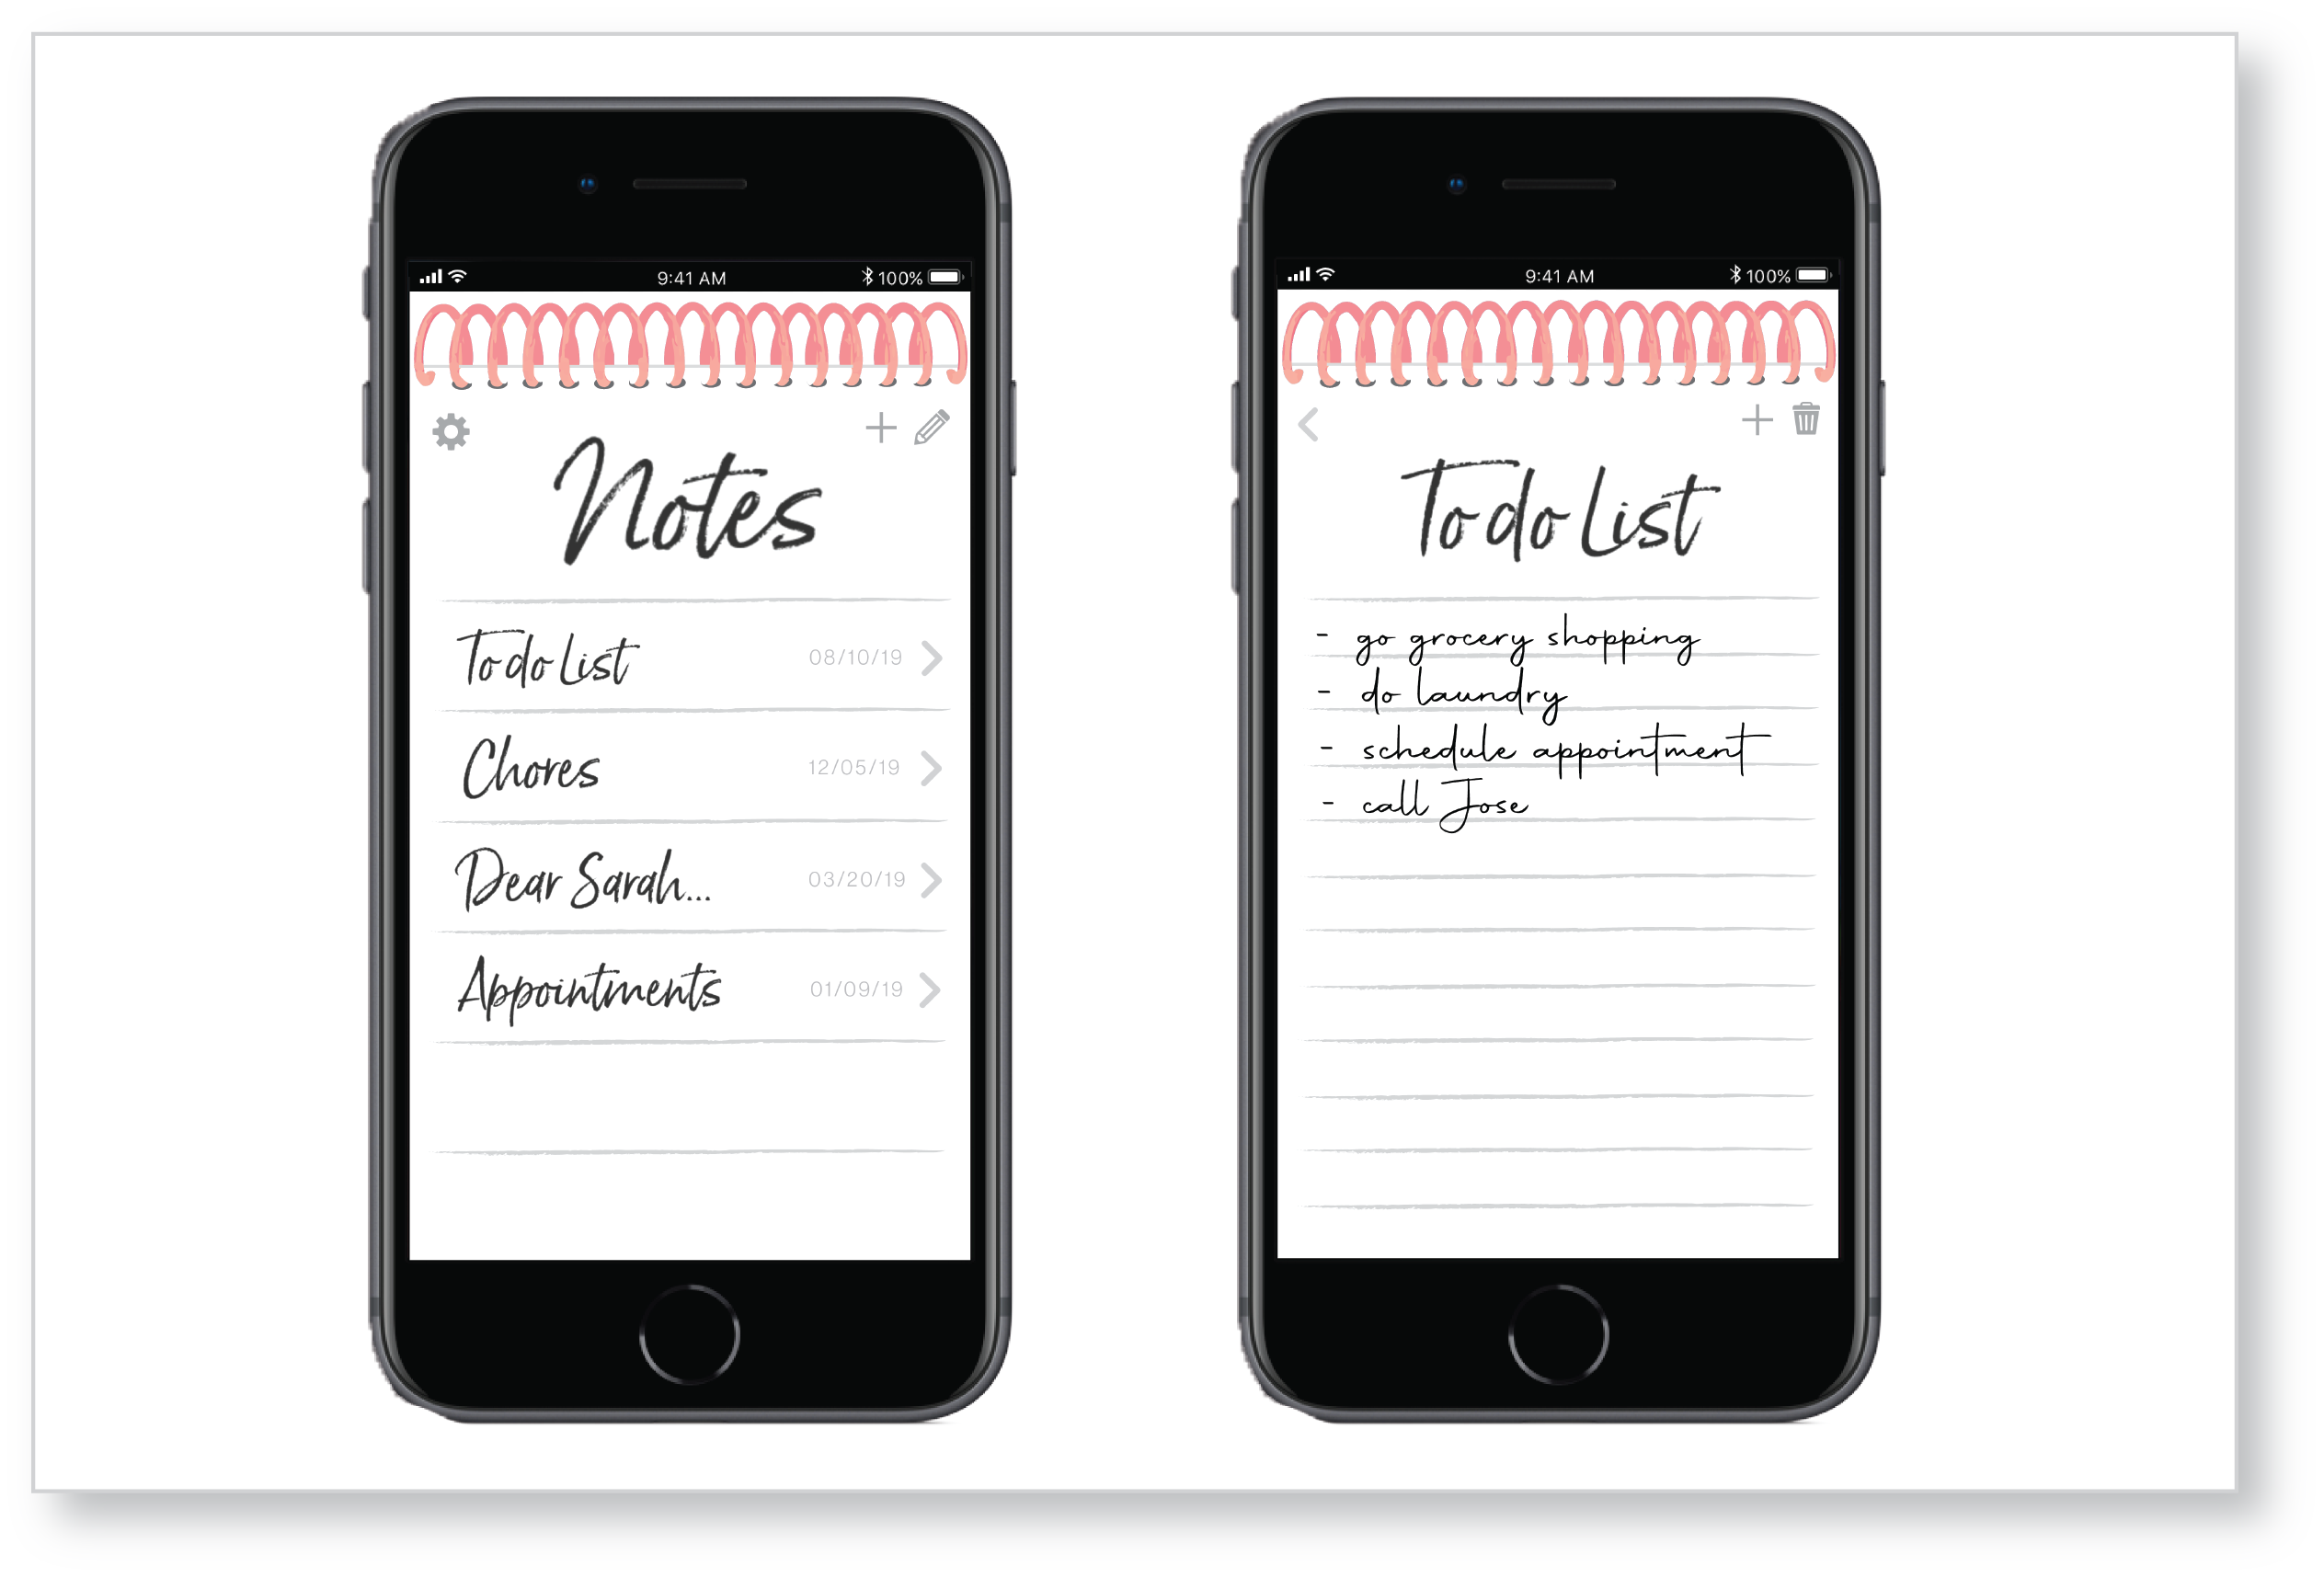 9:41 AM 100%
Notes
To do List 08/10/19
Chores 12/05/19
Dear Sarah... 03/20/19
Appointments 01/09/19
9:41 AM 100%
To do List
- go grocery shopping
- do laundry
- schedule appointment
- call Jose